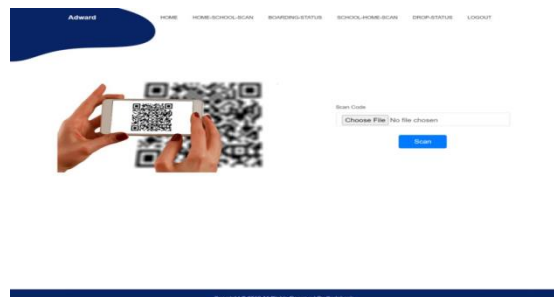 Adward HOME HOME-SCHOOL-SCAN BOARDING-STATUS SCHOOL-HOME-SCAN DROP-STATUS LOGOUT
Scan Code
Choose File No file chosen
Scan